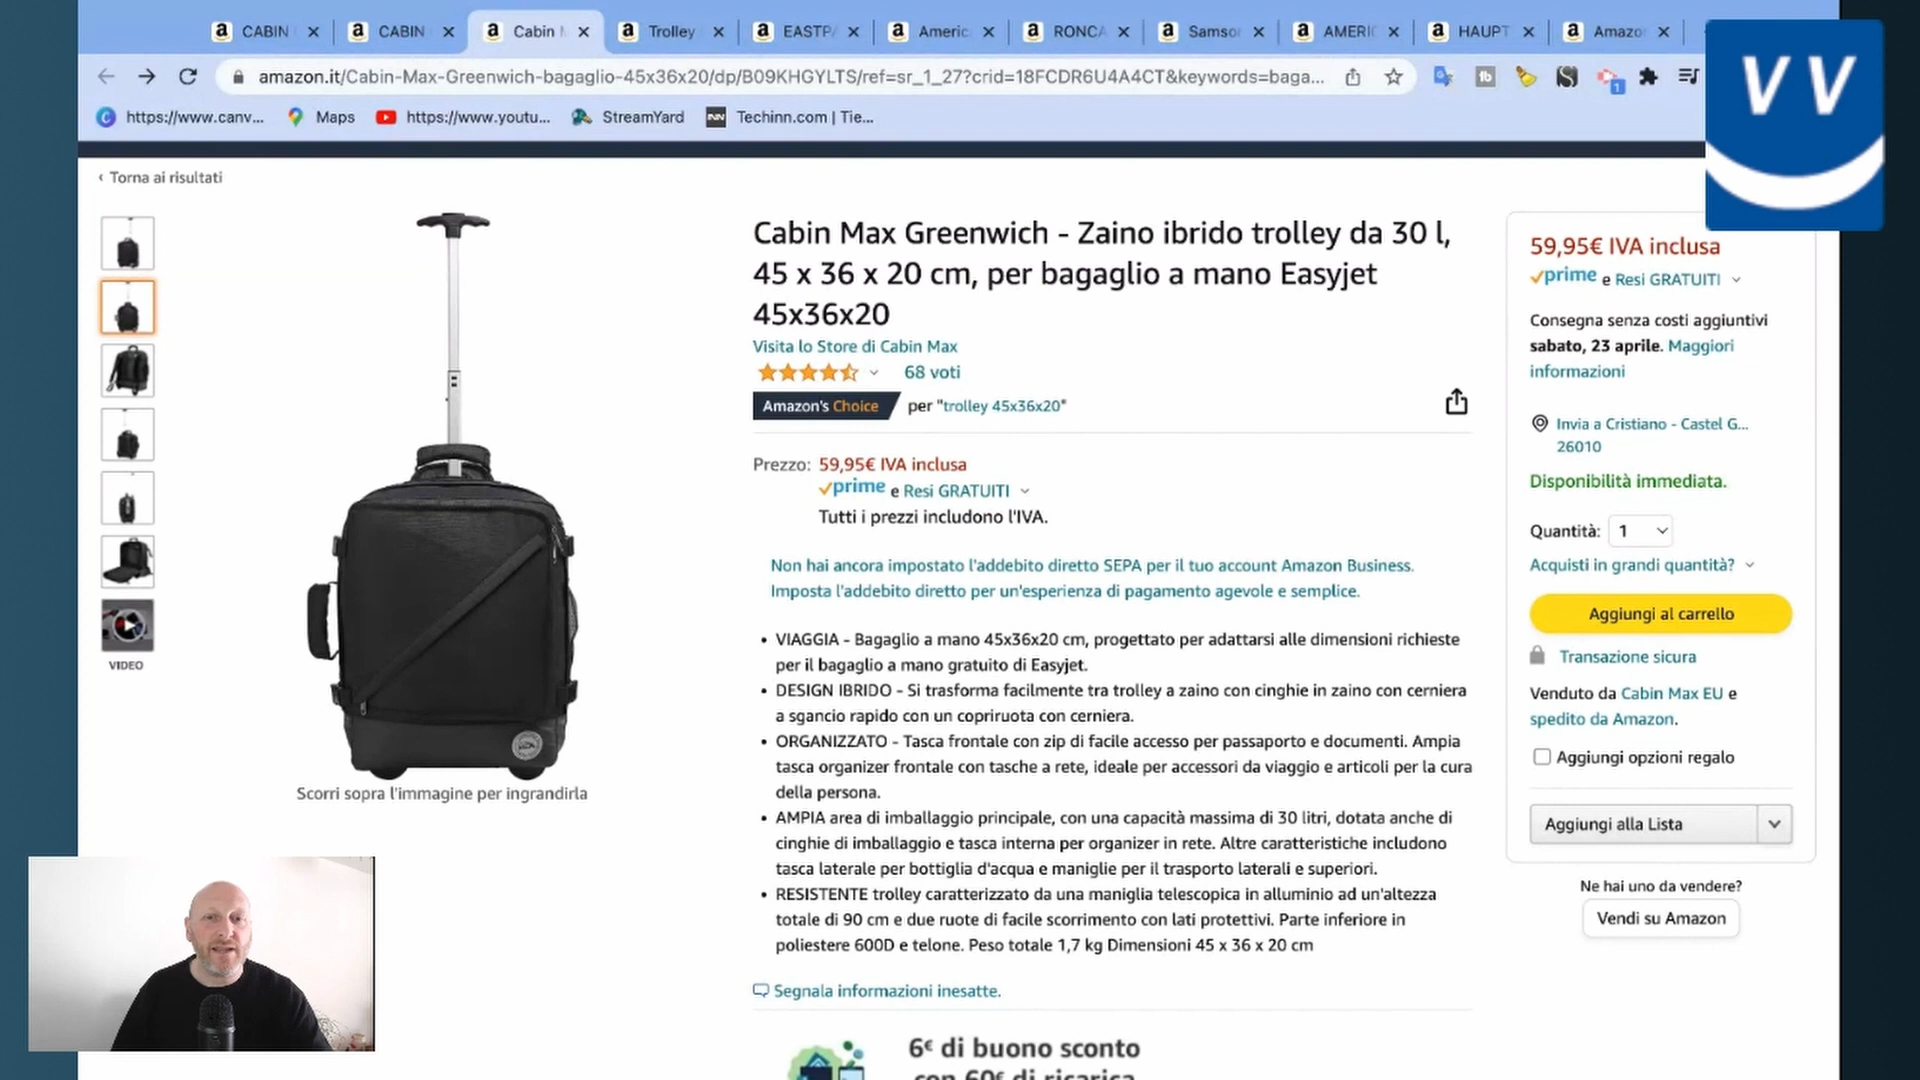 CABIN
CABIN
Cabin M
Trolley
EASTPA
Americ
RONCA
Samso
AMERIC
HAUPT
Amazo
amazon.it/Cabin-Max-Greenwich-bagaglio-45x36x20/dp/B09KHGYLTS/ref=sr_1_27?crid=18FCDR6U4A4CT&keywords=baga...
https://www.canv...
Maps
https://www.youtu...
StreamYard
Techinn.com | Tie...
VV
‹ Torna ai risultati
VIDEO
Scorri sopra l'immagine per ingrandirla
Cabin Max Greenwich - Zaino ibrido trolley da 30 l,
45 x 36 x 20 cm, per bagaglio a mano Easyjet
45x36x20
Visita lo Store di Cabin Max
68 voti
Amazon's Choice per "trolley 45x36x20"
Prezzo: 59,95€ IVA inclusa
prime e Resi GRATUITI
Tutti i prezzi includono l'IVA.
Non hai ancora impostato l'addebito diretto SEPA per il tuo account Amazon Business.
Imposta l'addebito diretto per un'esperienza di pagamento agevole e semplice.
• VIAGGIA - Bagaglio a mano 45x36x20 cm, progettato per adattarsi alle dimensioni richieste
per il bagaglio a mano gratuito di Easyjet.
• DESIGN IBRIDO - Si trasforma facilmente tra trolley a zaino con cinghie in zaino con cerniera
a sgancio rapido con un copriruota con cerniera.
• ORGANIZZATO - Tasca frontale con zip di facile accesso per passaporto e documenti. Ampia
tasca organizer frontale con tasche a rete, ideale per accessori da viaggio e articoli per la cura
della persona.
• AMPIA area di imballaggio principale, con una capacità massima di 30 litri, dotata anche di
cinghie di imballaggio e tasca interna per organizer in rete. Altre caratteristiche includono
tasca laterale per bottiglia d'acqua e maniglie per il trasporto laterali e superiori.
• RESISTENTE trolley caratterizzato da una maniglia telescopica in alluminio ad un'altezza
totale di 90 cm e due ruote di facile scorrimento con lati protettivi. Parte inferiore in
poliestere 600D e telone. Peso totale 1,7 kg Dimensioni 45 x 36 x 20 cm
Segnala informazioni inesatte.
6€ di buono sconto
con 60€ di ricarica
59,95€ IVA inclusa
prime e Resi GRATUITI
Consegna senza costi aggiuntivi
sabato, 23 aprile. Maggiori
informazioni
Invia a Cristiano - Castel G...
26010
Disponibilità immediata.
Quantità: 1
Acquisti in grandi quantità?
Aggiungi al carrello
Transazione sicura
Venduto da Cabin Max EU e
spedito da Amazon.
Aggiungi opzioni regalo
Aggiungi alla Lista
Ne hai uno da vendere?
Vendi su Amazon